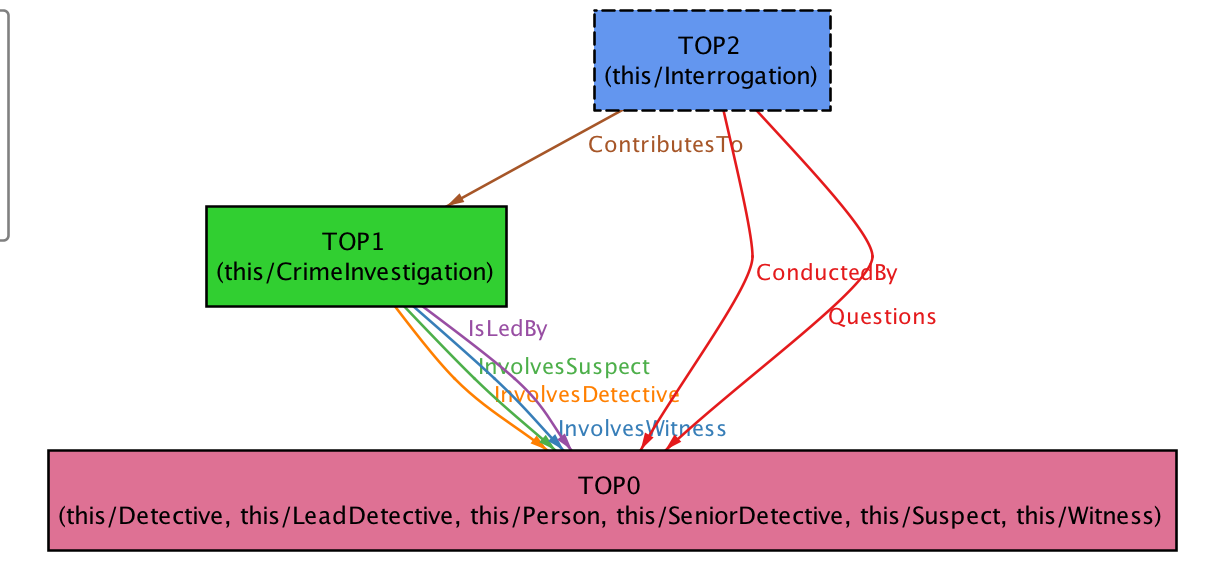 TOP2
(this/Interrogation)
ContributesTo
TOP1
(this/CrimeInvestigation)
ConductedBy
Questions
IsLedBy
InvolvesSuspect
InvolvesDetective
InvolvesWitness
TOP0
(this/Detective, this/LeadDetective, this/Person, this/SeniorDetective, this/Suspect, this/Witness)